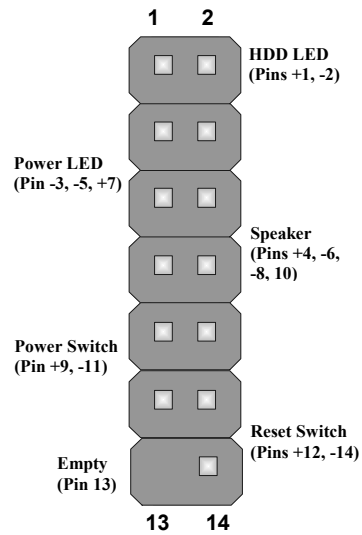 1 2
HDD LED
(Pins +1, -2)
Power LED
(Pin -3, -5, +7)
Speaker
(Pins +4, -6,
-8, 10)
Power Switch
(Pin +9, -11)
Reset Switch
(Pins +12, -14)
Empty
(Pin 13)
13 14